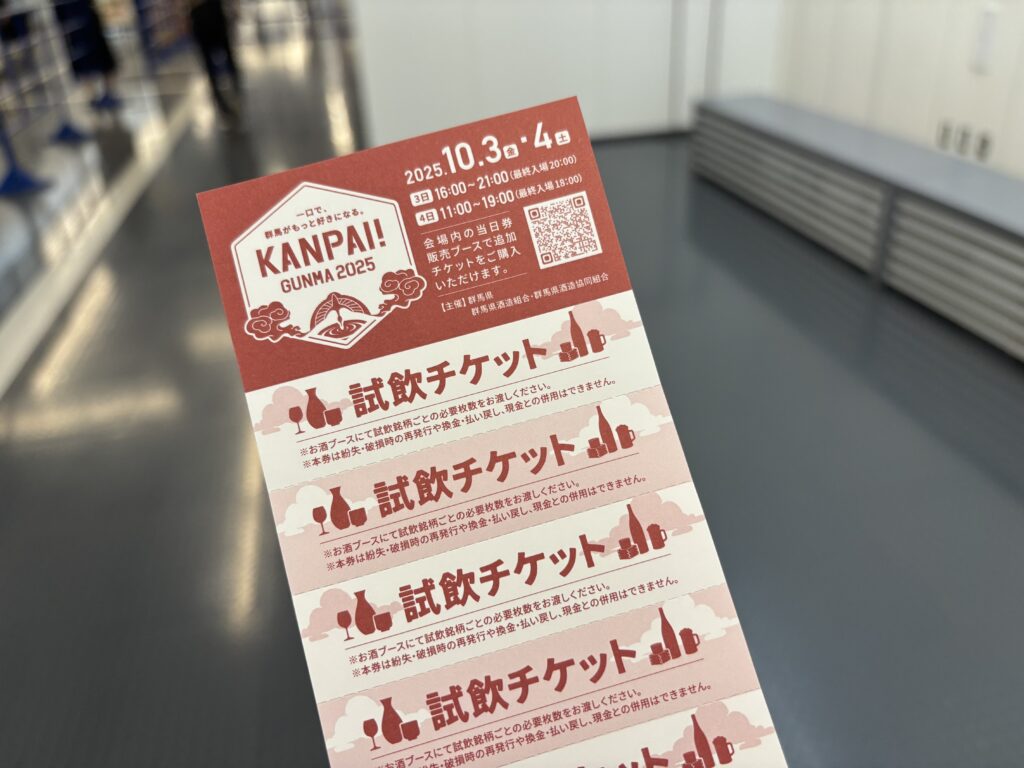 一口で、
群馬がもっと好きになる。
KANPAI!
GUNMA 2025
2025.10.3金・4土
3日 16:00~21:00(最終入場20:00)
4日 11:00~19:00(最終入場18:00)
会場内の当日券
販売ブースで追加
チケットをご購入
いただけます。
【主催】群馬県
群馬県酒造組合・群馬県酒造協同組合
試飲チケット
※お酒ブースにて試飲銘柄ごとの必要枚数をお渡しください。
※本券は紛失・破損時の再発行や換金・払い戻し、現金との併用はできません。
試飲チケット
※お酒ブースにて試飲銘柄ごとの必要枚数をお渡しください。
※本券は紛失・破損時の再発行や換金・払い戻し、現金との併用はできません。
試飲チケット
※お酒ブースにて試飲銘柄ごとの必要枚数をお渡しください。
※本券は紛失・破損時の再発行や換金・払い戻し、現金との併用はできません。
試飲チケット
※お酒ブースにて試飲銘柄ごとの必要枚数をお渡しください。
※本券は紛失・破損時の再発行や換金・払い戻し、現金との併用はできません。
チケット